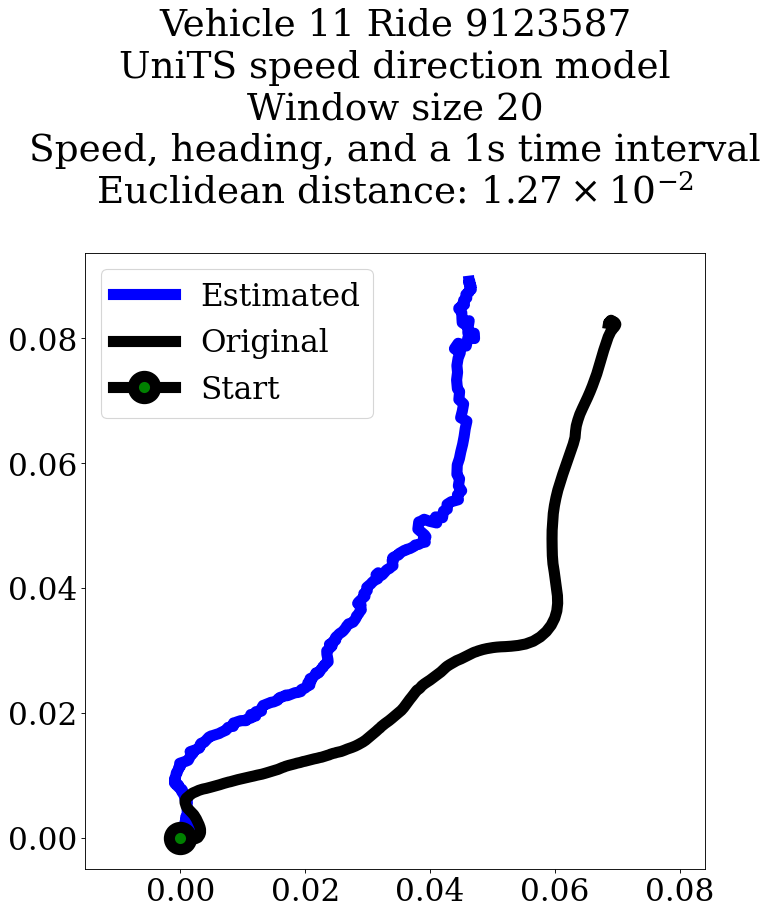 Vehicle 11 Ride 9123587
UniTS speed direction model
Window size 20
Speed, heading, and a 1s time interval
Euclidean distance: 1.27 × 10⁻²
Estimated
Original
Start
0.08
0.06
0.04
0.02
0.00
0.00 0.02 0.04 0.06 0.08